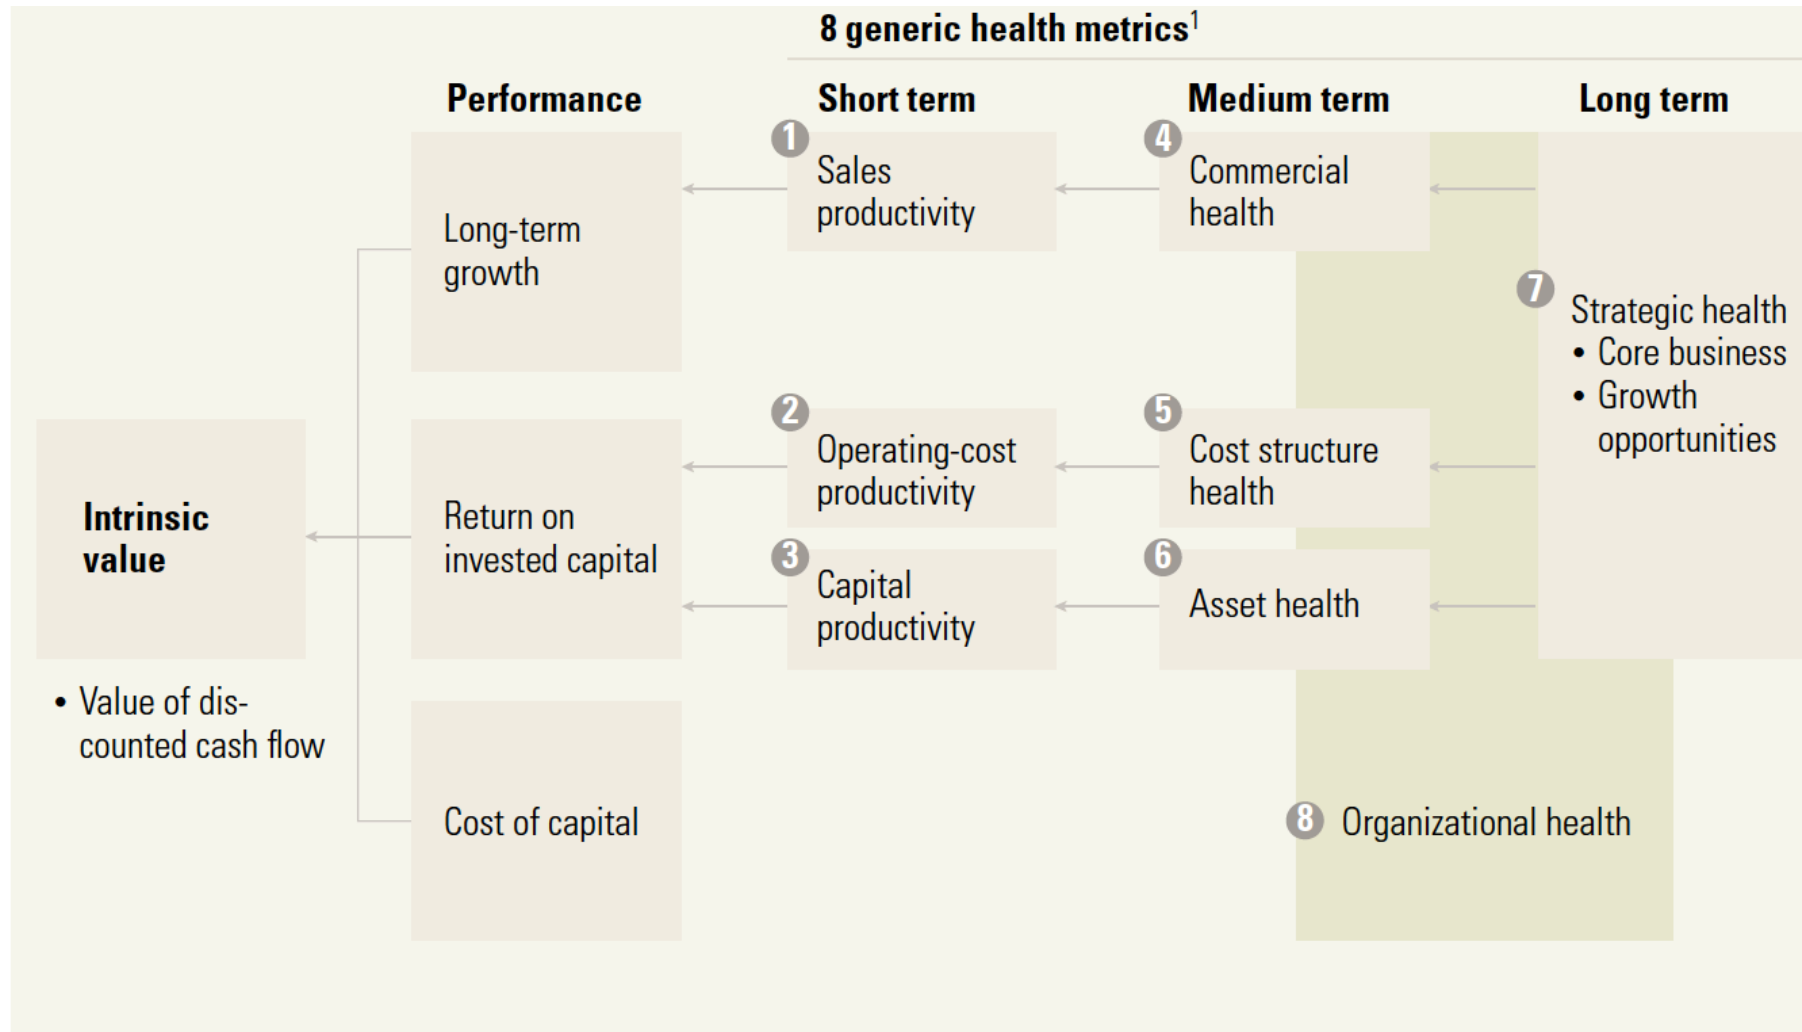 8 generic health metrics¹
Performance
Short term
Medium term
Long term
1
Sales
productivity
4
Commercial
health
Long-term
growth
7
Strategic health
• Core business
• Growth
opportunities
2
Operating-cost
productivity
5
Cost structure
health
Intrinsic
value
Return on
invested capital
3
Capital
productivity
6
Asset health
• Value of dis-
counted cash flow
Cost of capital
8 Organizational health